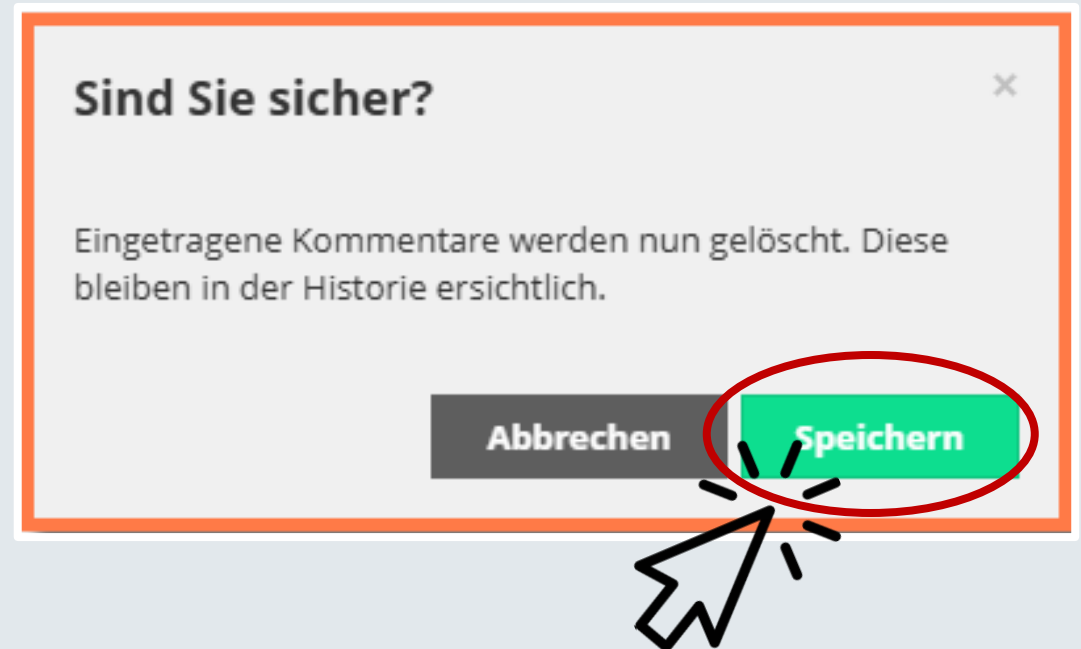 Sind Sie sicher?
Eingetragene Kommentare werden nun gelöscht. Diese
bleiben in der Historie ersichtlich.
Abbrechen Speichern